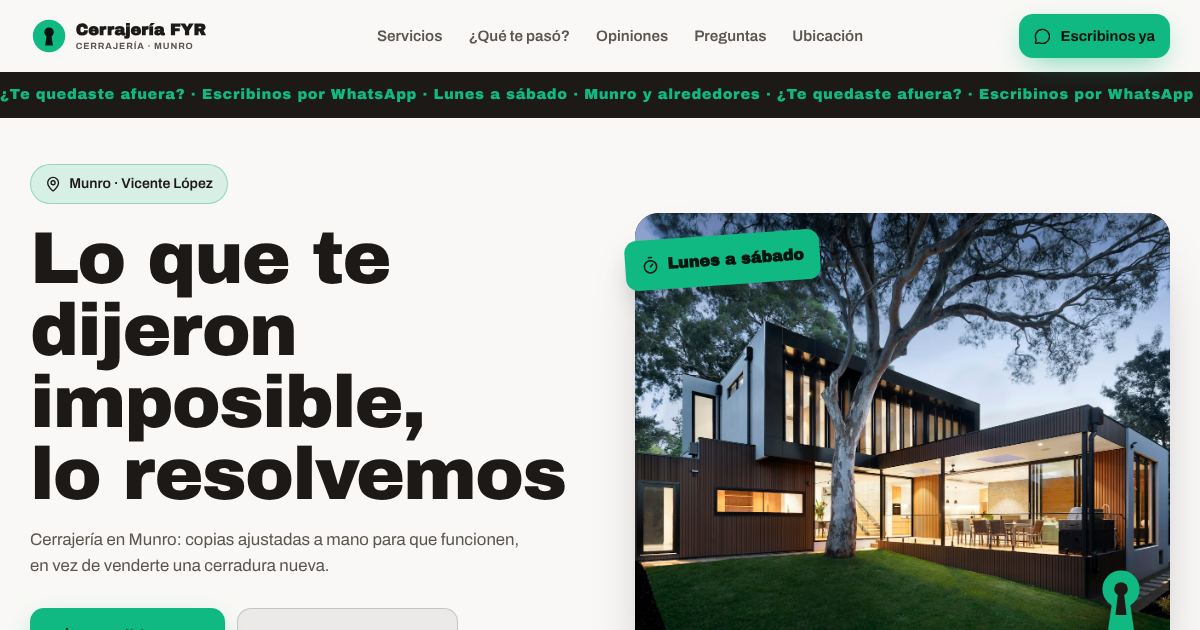 Cerrajería FYR
CERRAJERÍA · MUNRO
Servicios
¿Qué te pasó?
Opiniones
Preguntas
Ubicación
Escribinos ya
¿Te quedaste afuera? · Escribinos por WhatsApp · Lunes a sábado · Munro y alrededores · ¿Te quedaste afuera? · Escribinos por WhatsApp
Munro · Vicente López
Lo que te
dijeron
imposible,
lo resolvemos
Cerrajería en Munro: copias ajustadas a mano para que funcionen,
en vez de venderte una cerradura nueva.
Lunes a sábado